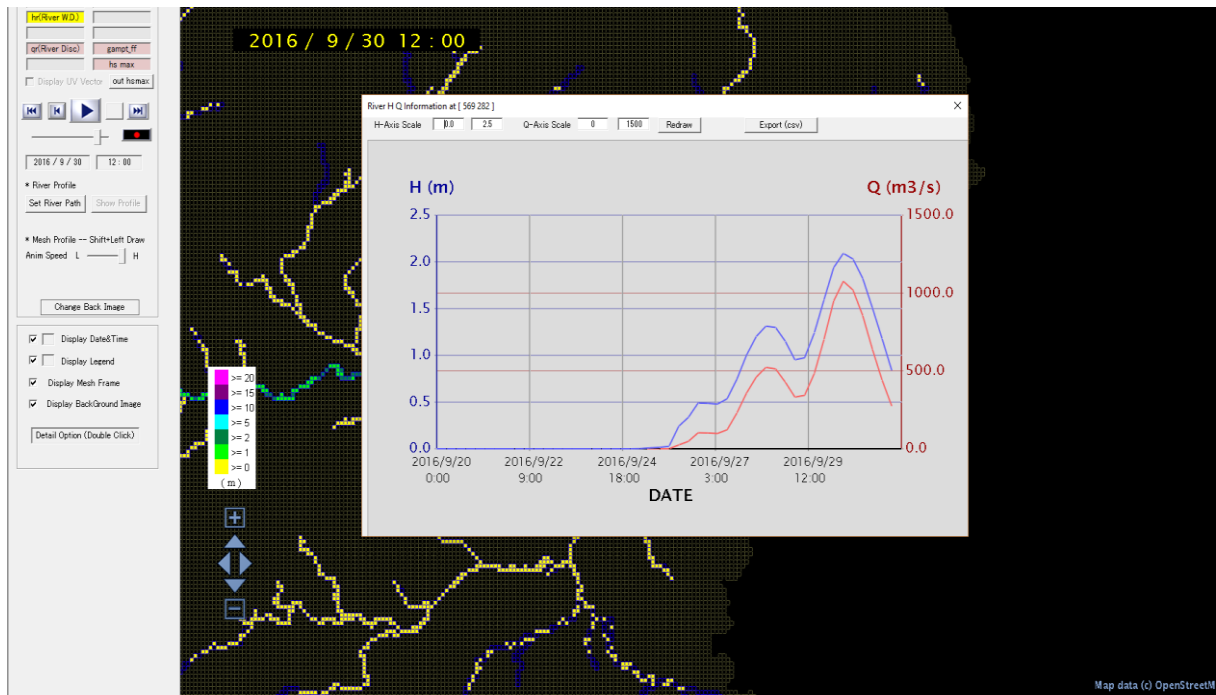 hr(River W.D.)
qr(River Disc) gampt_ff
hs max
Display UV Vector out hsmax
2016 / 9 / 30 12 : 00
* River Profile
Set River Path Show Profile
* Mesh Profile -- Shift+Left Draw
Anim Speed L H
Change Back Image
Display Date&Time
Display Legend
Display Mesh Frame
Display BackGround Image
Detail Option (Double Click)
2016 / 9 / 30 12 : 00
>= 20
>= 15
>= 10
>= 5
>= 2
>= 1
>= 0
( m )
River H Q Information at [ 569 282 ]
H-Axis Scale 0.0 2.5 Q-Axis Scale 0 1500 Redraw Export (csv)
H (m) Q (m3/s)
2.5 1500.0
2.0
1000.0
1.5
1.0
500.0
0.5
0.0 0.0
2016/9/20 2016/9/22 2016/9/24 2016/9/27 2016/9/29
0:00 9:00 18:00 3:00 12:00
DATE
Map data (c) OpenStreetM